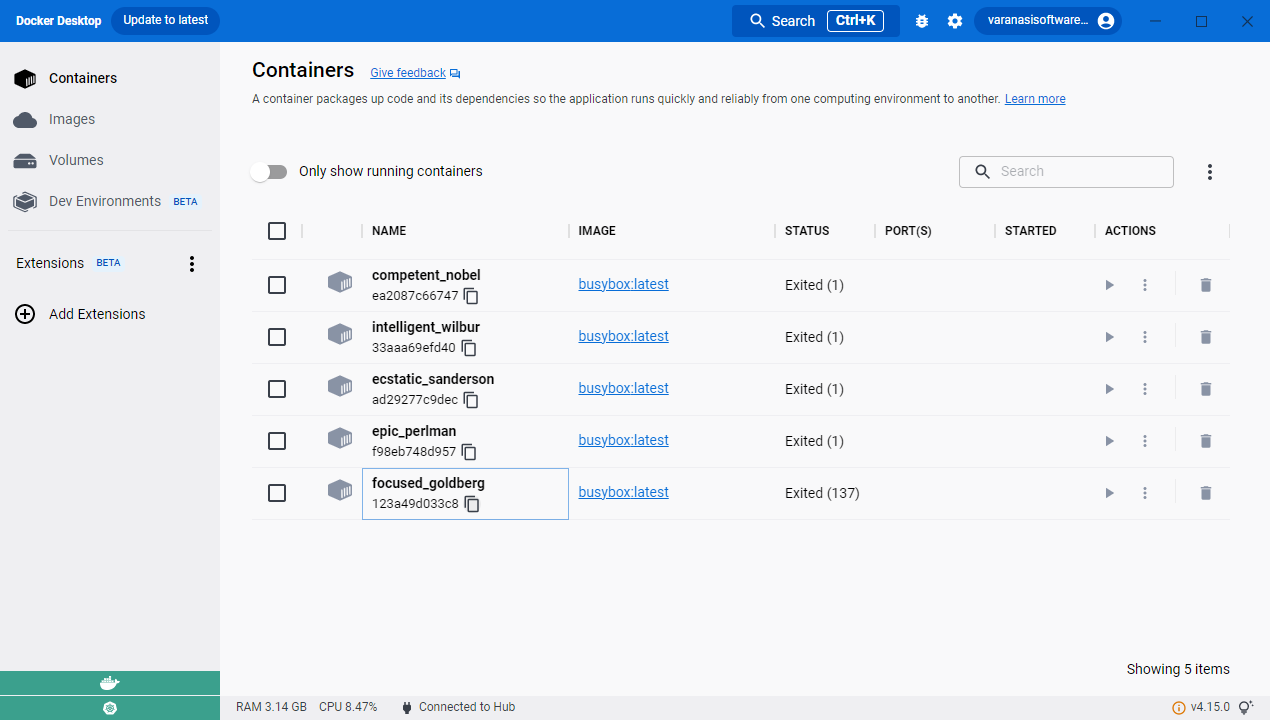 Docker Desktop Update to latest Search Ctrl+K varanasisoftware...
Containers
Images
Volumes
Dev Environments BETA
Extensions BETA
Add Extensions
Containers Give feedback
A container packages up code and its dependencies so the application runs quickly and reliably from one computing environment to another. Learn more
Only show running containers Search
NAME IMAGE STATUS PORT(S) STARTED ACTIONS
competent_nobel
ea2087c66747 busybox:latest Exited (1)
intelligent_wilbur
33aaa69efd40 busybox:latest Exited (1)
ecstatic_sanderson
ad29277c9dec busybox:latest Exited (1)
epic_perlman
f98eb748d957 busybox:latest Exited (1)
focused_goldberg
123a49d033c8 busybox:latest Exited (137)
Showing 5 items
RAM 3.14 GB CPU 8.47% Connected to Hub v4.15.0